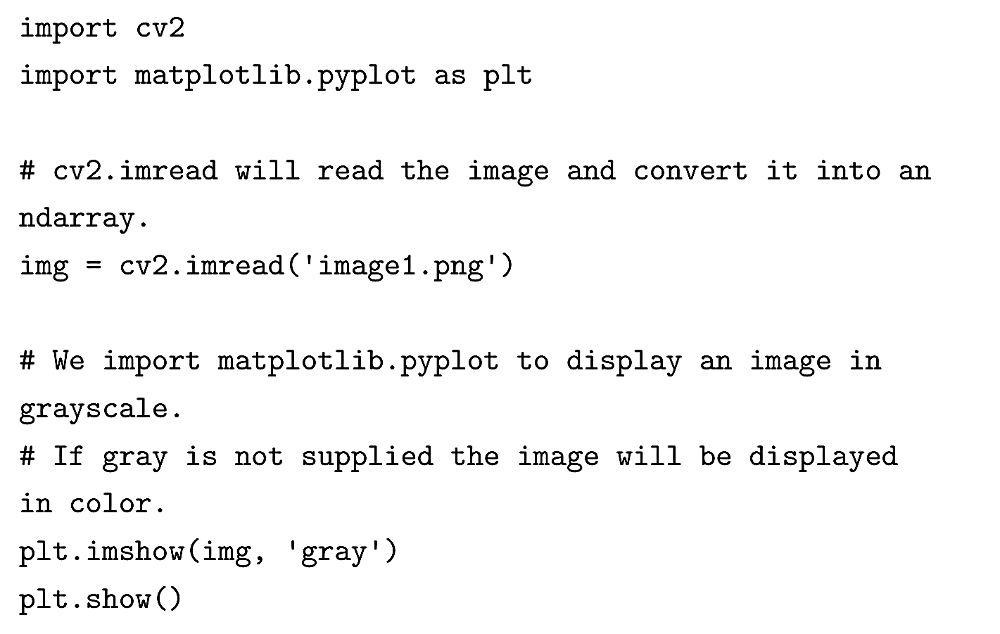 import cv2
import matplotlib.pyplot as plt
# cv2.imread will read the image and convert it into an
ndarray.
img = cv2.imread('image1.png')
# We import matplotlib.pyplot to display an image in
grayscale.
# If gray is not supplied the image will be displayed
in color.
plt.imshow(img, 'gray')
plt.show()